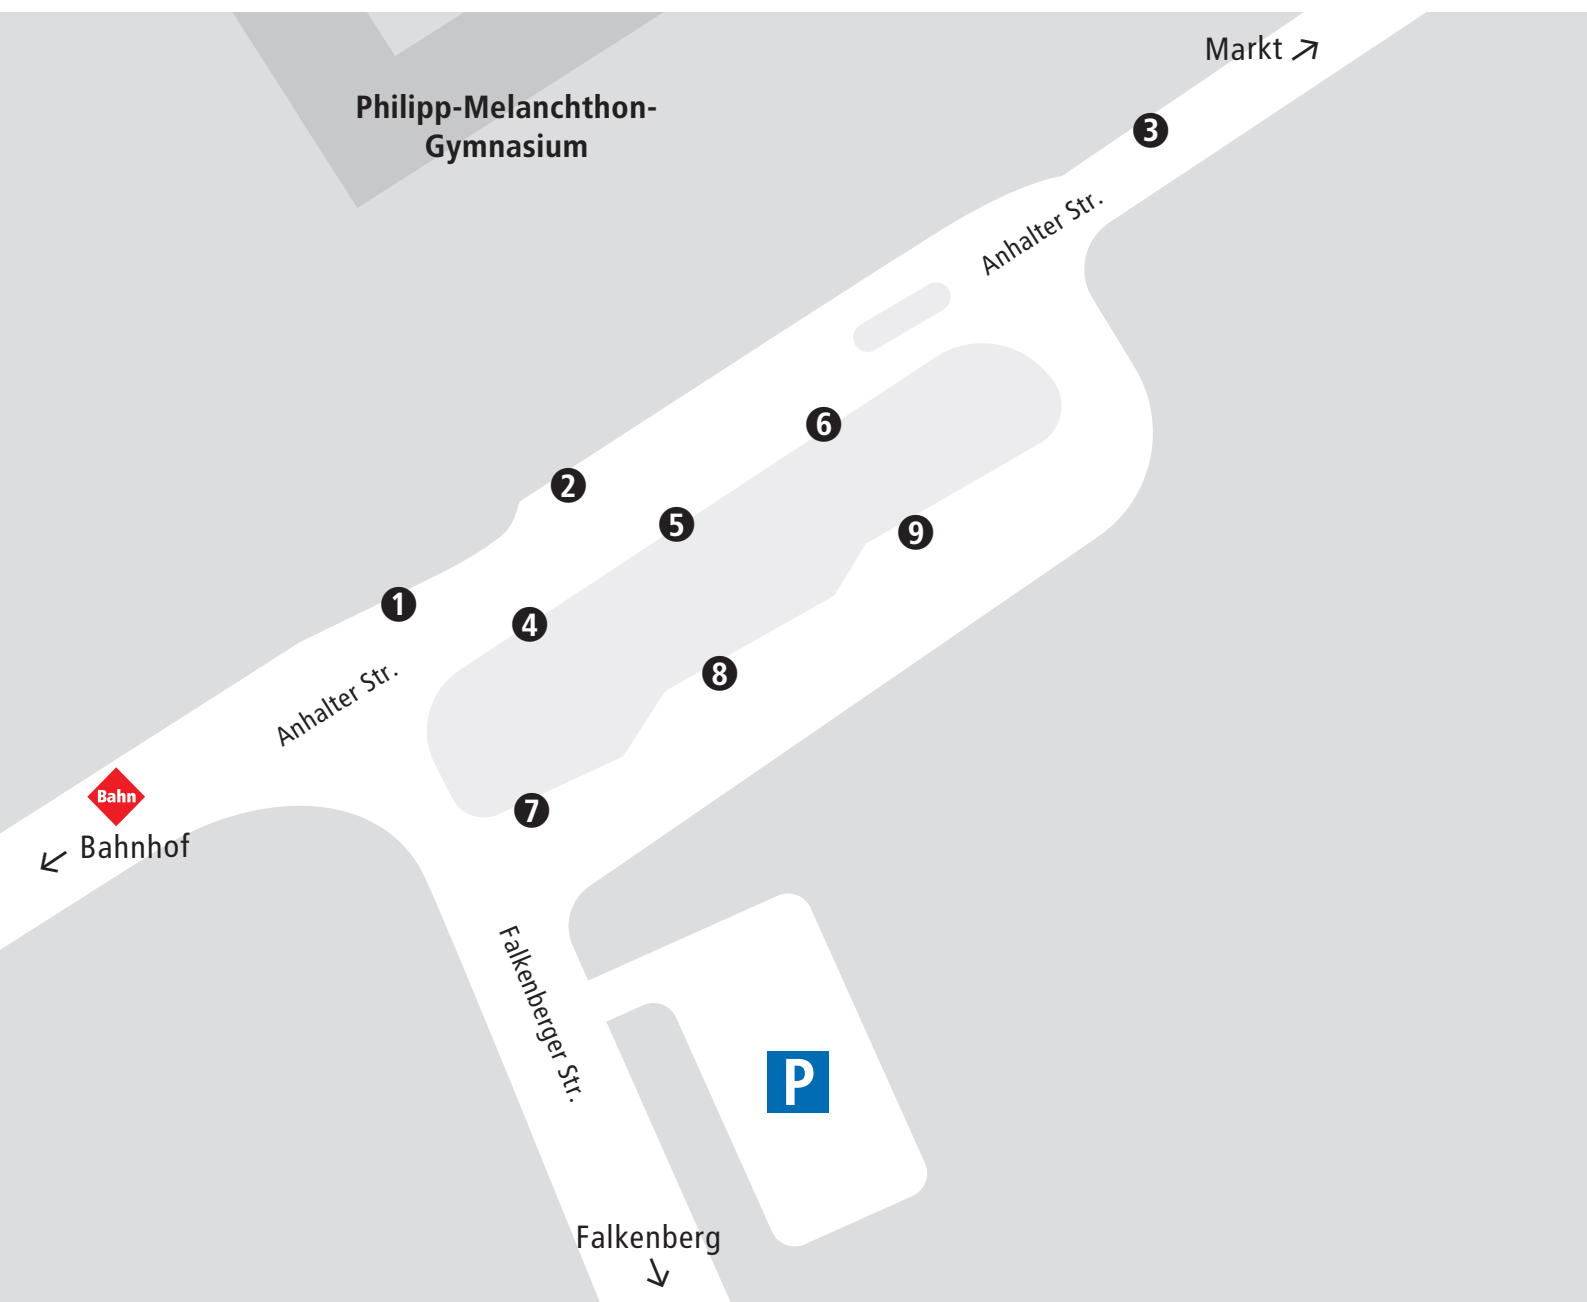 Markt
Philipp-Melanchthon-
Gymnasium
3
Anhalter Str.
6
2
5
9
1
4
8
Anhalter Str.
Bahn
7
Bahnhof
Falkenberger Str.
P
Falkenberg